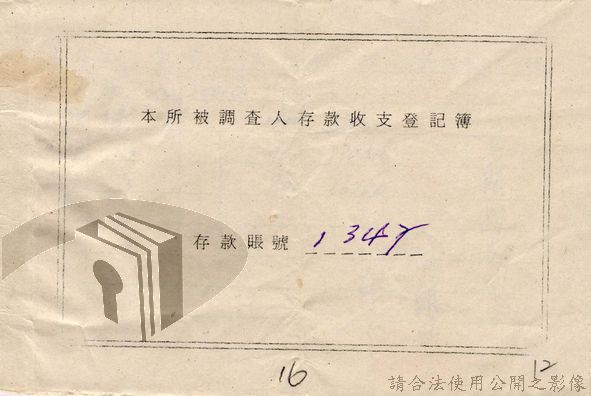 本所被調查人存款收支登記簿
存款賬號 1347
16
12
請合法使用公開之影像